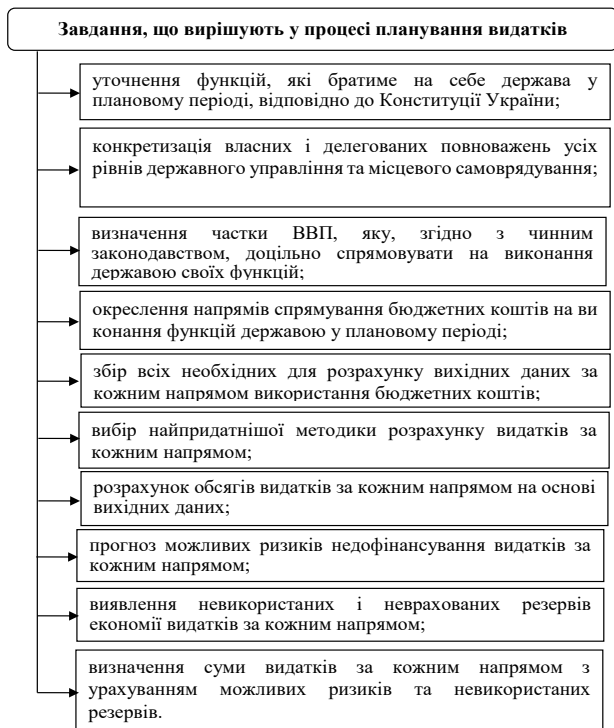 Завдання, що вирішують у процесі планування видатків
уточнення функцій, які братиме на себе держава у
плановому періоді, відповідно до Конституції України;
конкретизація власних і делегованих повноважень усіх
рівнів державного управління та місцевого самоврядування;
визначення частки ВВП, яку, згідно з чинним
законодавством, доцільно спрямовувати на виконання
державою своїх функцій;
окреслення напрямів спрямування бюджетних коштів на ви
конання функцій державою у плановому періоді;
збір всіх необхідних для розрахунку вихідних даних за
кожним напрямом використання бюджетних коштів;
вибір найпридатнішої методики розрахунку видатків за
кожним напрямом;
розрахунок обсягів видатків за кожним напрямом на основі
вихідних даних;
прогноз можливих ризиків недофінансування видатків за
кожним напрямом;
виявлення невикористаних і неврахованих резервів
економії видатків за кожним напрямом;
визначення суми видатків за кожним напрямом з
урахуванням можливих ризиків та невикористаних
резервів.